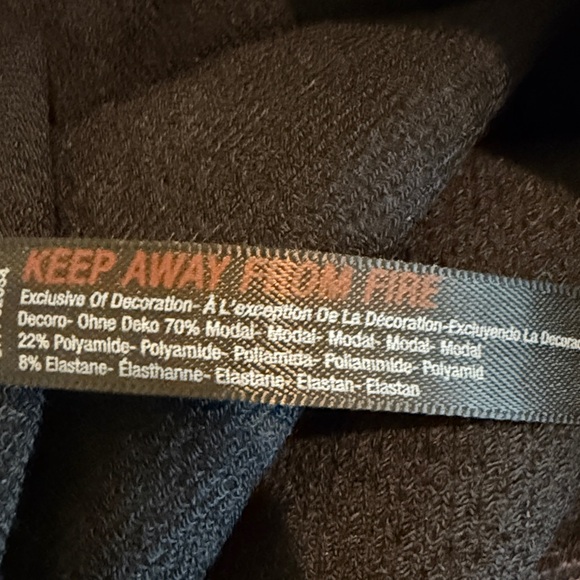 KEEP AWAY FROM FIRE
Exclusive Of Decoration- À L'exception De La Décoration-Excluyendo La
Decoro- Ohne Deko 70% Modal- Modal- Modal- Modal- Modal
22% Polyamide- Polyamide- Poliamida- Poliammide- Polyamid
8% Elastane- Élasthanne- Elastane- Elastan- Elastan